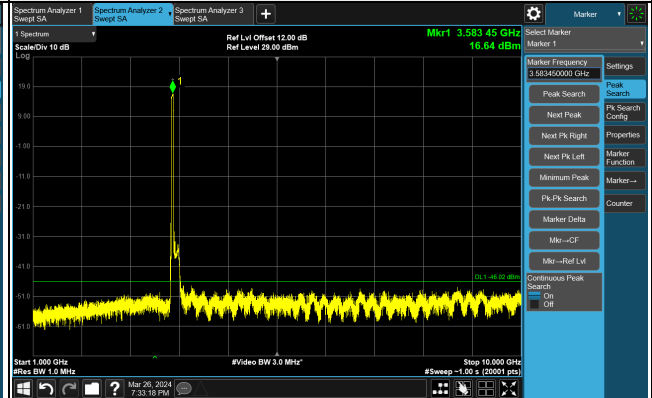 Spectrum Analyzer 1
Swept SA
Spectrum Analyzer 2
Swept SA
Spectrum Analyzer 3
Swept SA
+
Marker
1 Spectrum
Scale/Div 10 dB
Log
Ref Lvl Offset 12.00 dB
Ref Level 29.00 dBm
Mkr1 3.583 45 GHz
16.64 dBm
Select Marker
Marker 1
1
19.0
9.00
-1.00
-11.0
-21.0
-31.0
-41.0
-51.0
-61.0
DL1 -46.02 dBm
Start 1.000 GHz
#Res BW 1.0 MHz
#Video BW 3.0 MHz*
Stop 10.000 GHz
#Sweep ~1.00 s (20001 pts)
Marker Frequency
3.583450000 GHz
Peak Search
Next Peak
Next Pk Right
Next Pk Left
Minimum Peak
Pk-Pk Search
Marker Delta
Mkr→CF
Mkr→Ref Lvl
Continuous Peak
Search
On
Off
Settings
Peak
Search
Pk Search
Config
Properties
Marker
Function
Marker→
Counter
?
Mar 26, 2024
7:33:18 PM